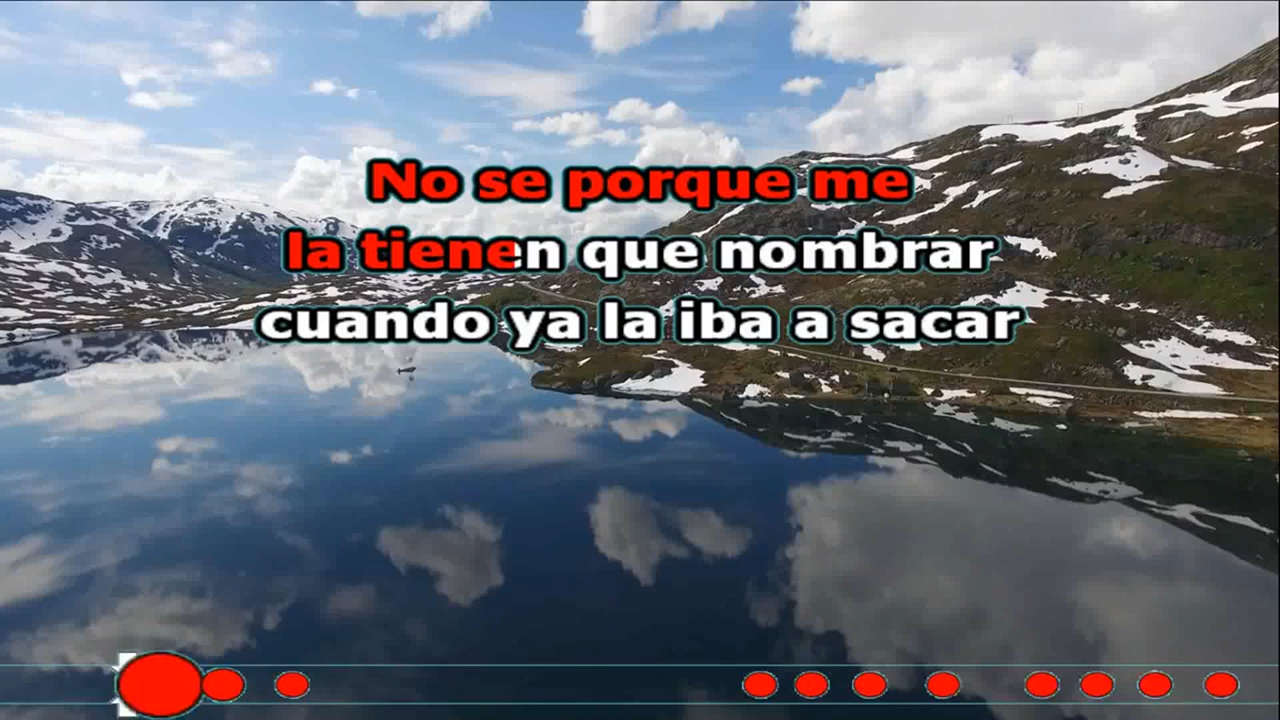 No se porque me
la tienen que nombrar
cuando ya la iba a sacar